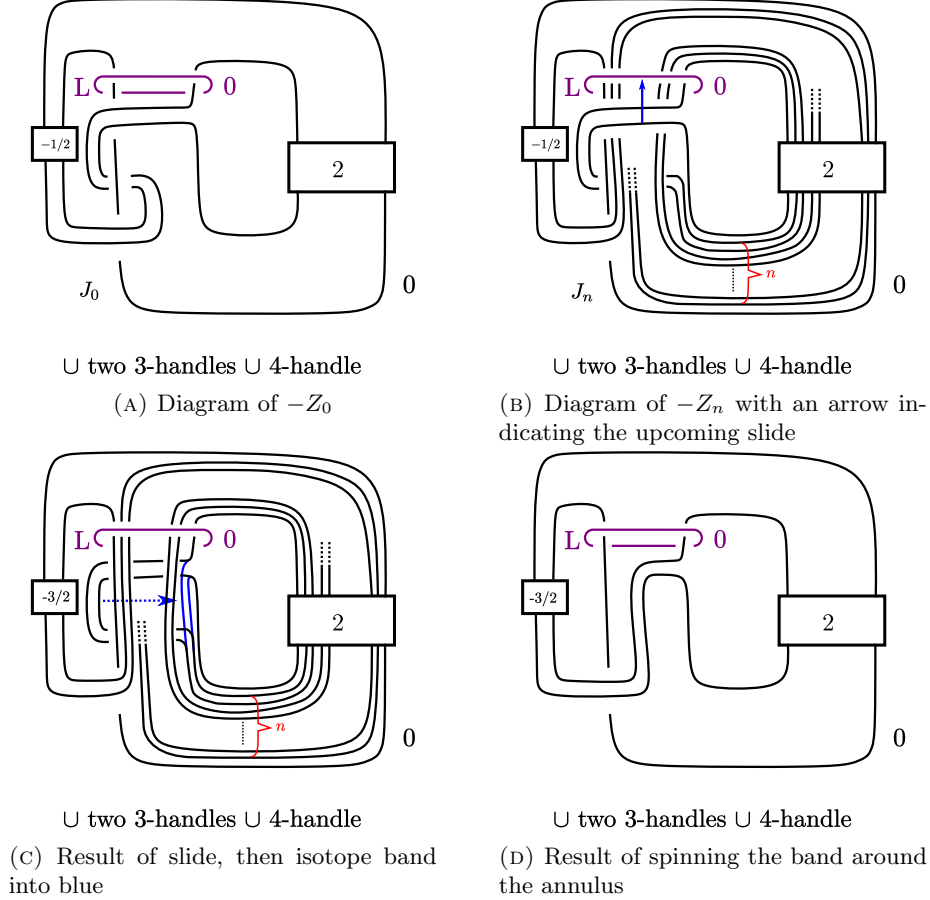 L 0
-1/2
2
J₀ 0
∪ two 3-handles ∪ 4-handle
(A) Diagram of −Z₀
L 0
-1/2
2
n
Jₙ 0
∪ two 3-handles ∪ 4-handle
(B) Diagram of −Zₙ with an arrow in-
dicating the upcoming slide
L 0
-3/2
2
n
0
∪ two 3-handles ∪ 4-handle
(C) Result of slide, then isotope band
into blue
L 0
-3/2
2
0
∪ two 3-handles ∪ 4-handle
(D) Result of spinning the band around
the annulus